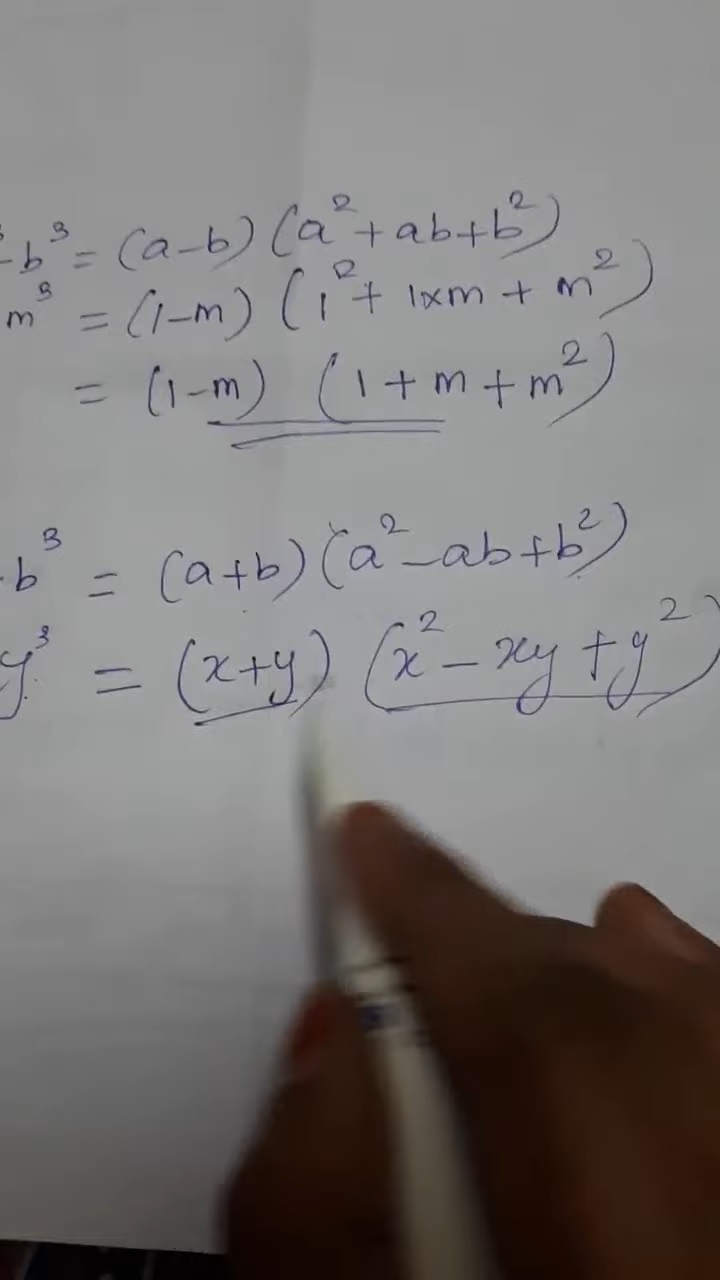 -b³ = (a-b) (a²+ab+b²)
m³ = (1-m) (1² + 1×m + m²)
= (1-m) (1+m+m²)
b³ = (a+b) (a²-ab+b²)
y³ = (x+y) (x²-xy+y²)